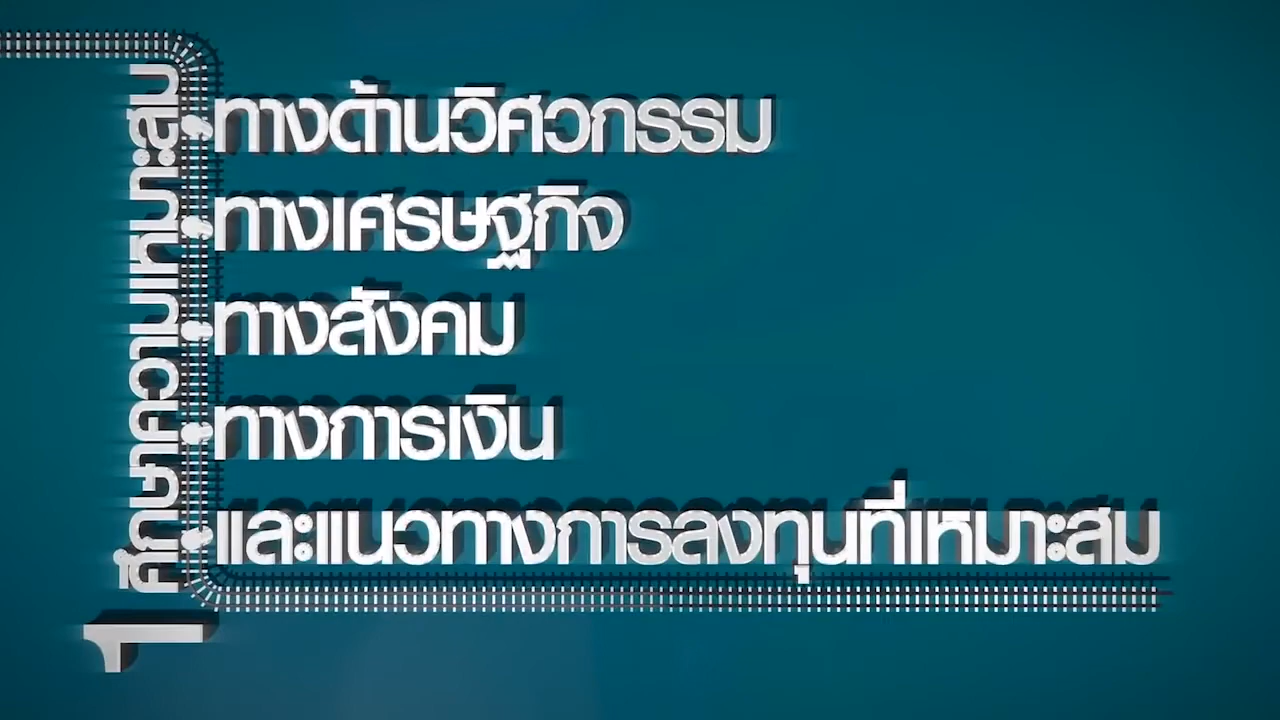 1
ศึกษาความเหมาะสม
ทางด้านวิศวกรรม
ทางเศรษฐกิจ
ทางสังคม
ทางการเงิน
และแนวทางการลงทุนที่เหมาะสม